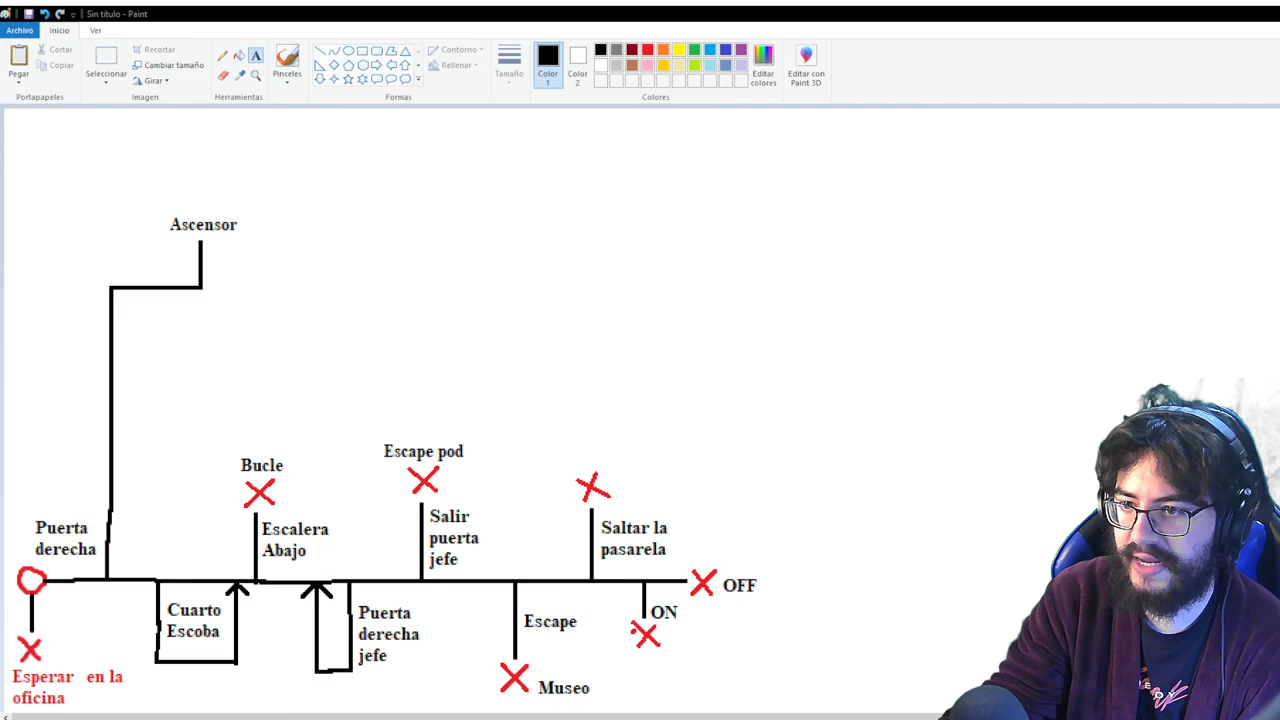 Sin título - Paint
Archivo
Inicio
Ver
Pegar
Cortar
Copiar
Portapapeles
Seleccionar
Recortar
Cambiar tamaño
Girar
Imagen
A
Herramientas
Pinceles
Contorno
Rellenar
Formas
Tamaño
Color
1
Color
2
Editar
colores
Colores
Editar con
Paint 3D
Ascensor
Bucle
Escape pod
Puerta
derecha
Escalera
Abajo
Salir
puerta
jefe
Saltar la
pasarela
OFF
Cuarto
Escoba
Puerta
derecha
jefe
Escape
ON
Esperar en la
oficina
Museo